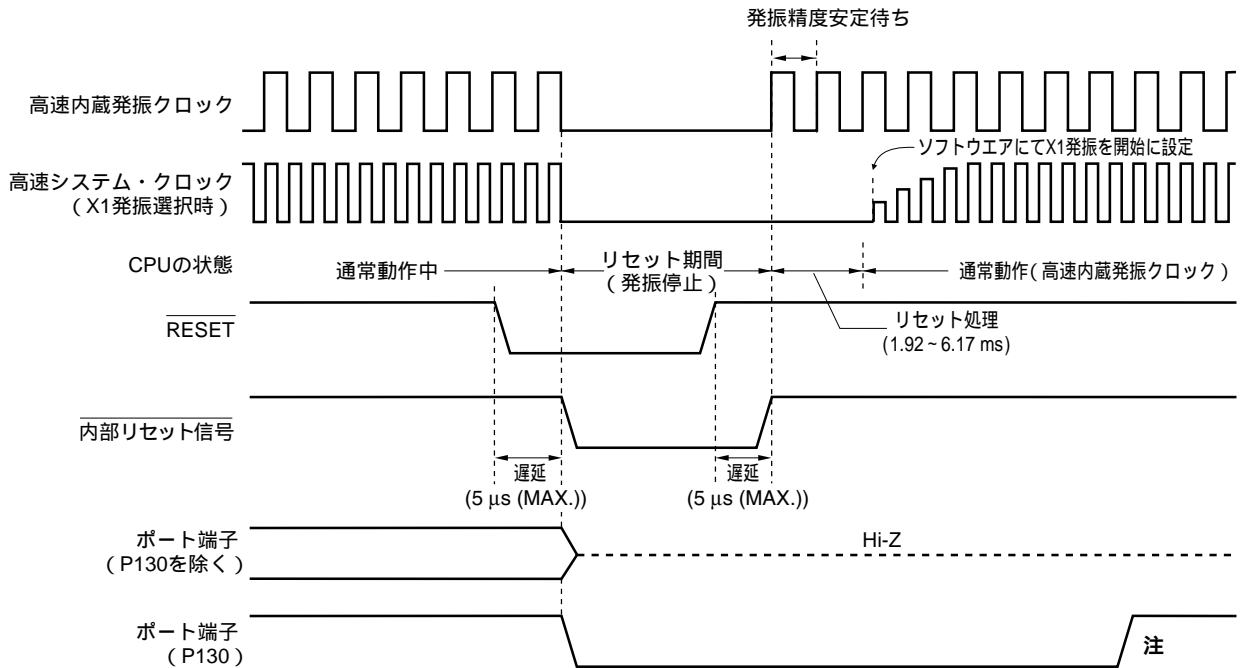 発振精度安定待ち
高速内蔵発振クロック
ソフトウエアにてX1発振を開始に設定
高速システム・クロック
(X1発振選択時)
CPUの状態
通常動作中
リセット期間
(発振停止)
通常動作(高速内蔵発振クロック)
RESET
リセット処理
(1.92~6.17 ms)
内部リセット信号
遅延
(5 μs (MAX.))
遅延
(5 μs (MAX.))
ポート端子
(P130を除く)
Hi-Z
ポート端子
(P130)
注